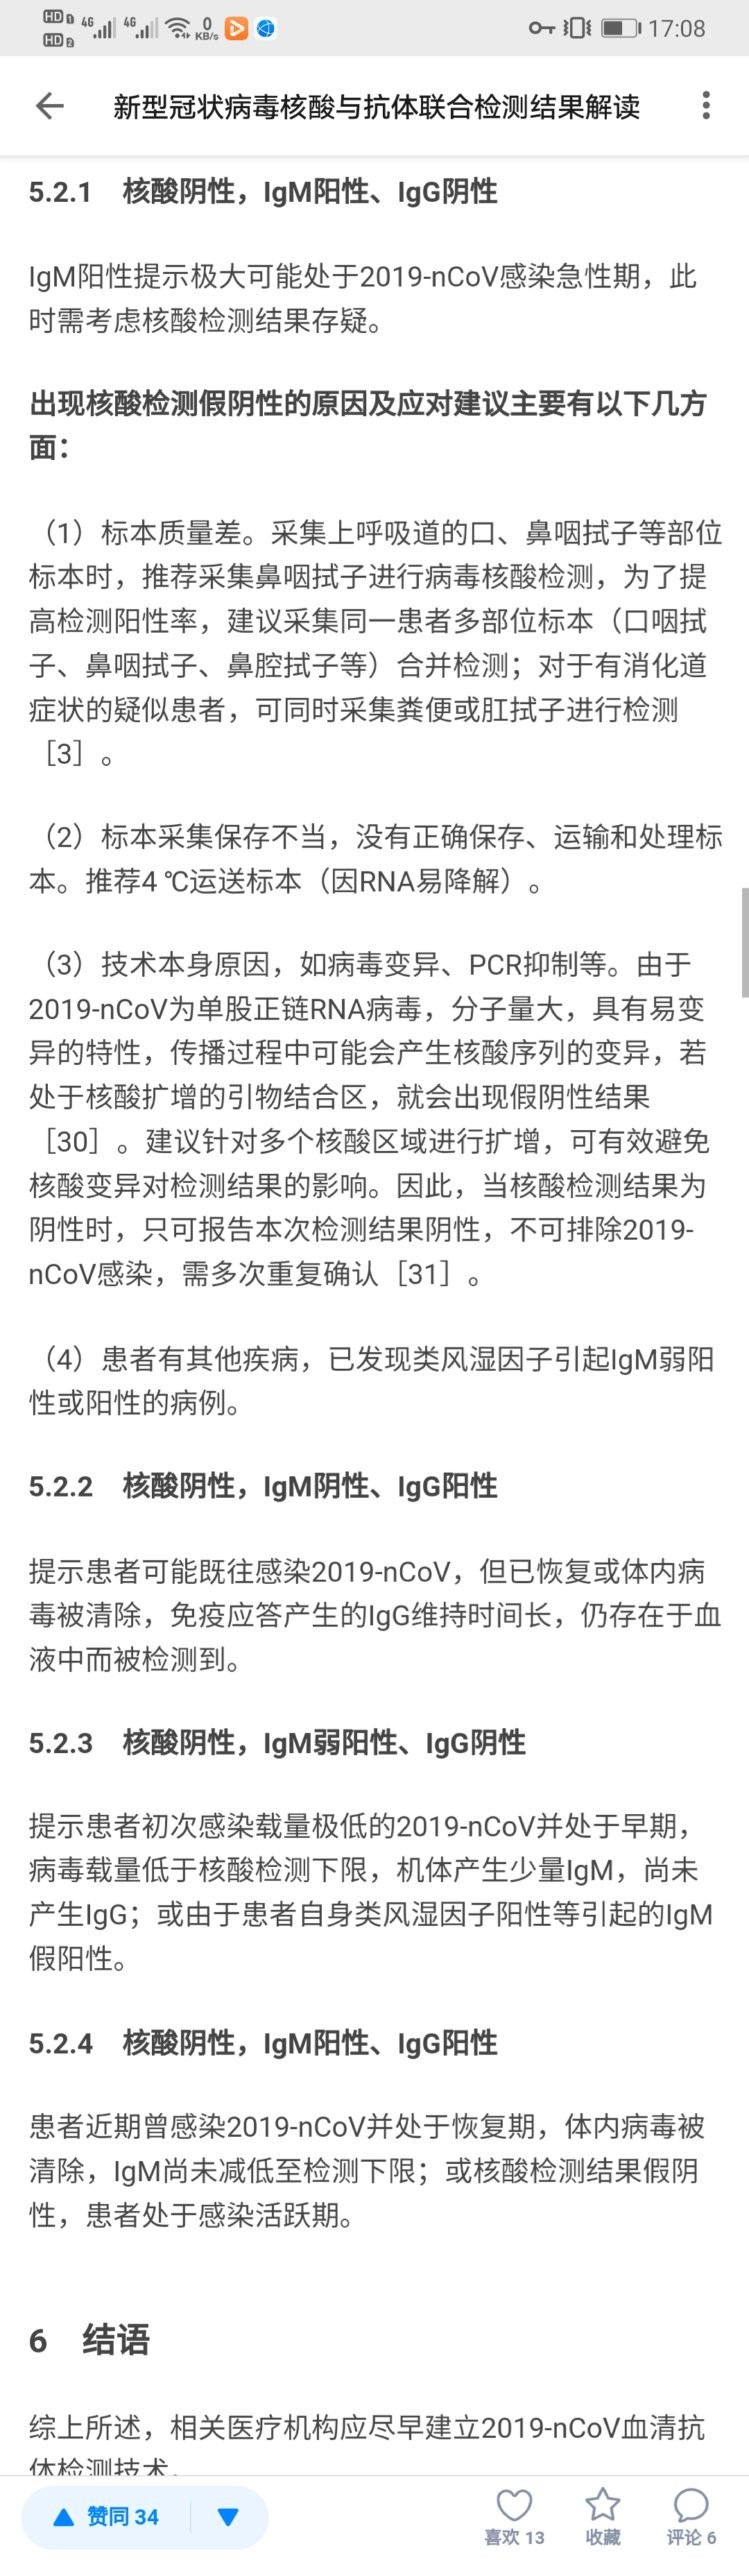 HD 1 4G 4G 0 KB/s 17:08
HD 2
新型冠状病毒核酸与抗体联合检测结果解读
5.2.1 核酸阴性，IgM阳性、IgG阴性
IgM阳性提示极大可能处于2019-nCoV感染急性期，此
时需考虑核酸检测结果存疑。
出现核酸检测假阴性的原因及应对建议主要有以下几方
面：
（1）标本质量差。采集上呼吸道的口、鼻咽拭子等部位
标本时，推荐采集鼻咽拭子进行病毒核酸检测，为了提
高检测阳性率，建议采集同一患者多部位标本（口咽拭
子、鼻咽拭子、鼻腔拭子等）合并检测；对于有消化道
症状的疑似患者，可同时采集粪便或肛拭子进行检测
［3］。
（2）标本采集保存不当，没有正确保存、运输和处理标
本。推荐4 ℃运送标本（因RNA易降解）。
（3）技术本身原因，如病毒变异、PCR抑制等。由于
2019-nCoV为单股正链RNA病毒，分子量大，具有易变
异的特性，传播过程中可能会产生核酸序列的变异，若
处于核酸扩增的引物结合区，就会出现假阴性结果
［30］。建议针对多个核酸区域进行扩增，可有效避免
核酸变异对检测结果的影响。因此，当核酸检测结果为
阴性时，只可报告本次检测结果阴性，不可排除2019-
nCoV感染，需多次重复确认［31］。
（4）患者有其他疾病，已发现类风湿因子引起IgM弱阳
性或阳性的病例。
5.2.2 核酸阴性，IgM阴性、IgG阳性
提示患者可能既往感染2019-nCoV，但已恢复或体内病
毒被清除，免疫应答产生的IgG维持时间长，仍存在于血
液中而被检测到。
5.2.3 核酸阴性，IgM弱阳性、IgG阴性
提示患者初次感染载量极低的2019-nCoV并处于早期，
病毒载量低于核酸检测下限，机体产生少量IgM，尚未
产生IgG；或由于患者自身类风湿因子阳性等引起的IgM
假阳性。
5.2.4 核酸阴性，IgM阳性、IgG阳性
患者近期曾感染2019-nCoV并处于恢复期，体内病毒被
清除，IgM尚未减低至检测下限；或核酸检测结果假阴
性，患者处于感染活跃期。
6 结语
综上所述，相关医疗机构应尽早建立2019-nCoV血清抗
体检测技术，
赞同 34
喜欢 13 收藏 评论 6